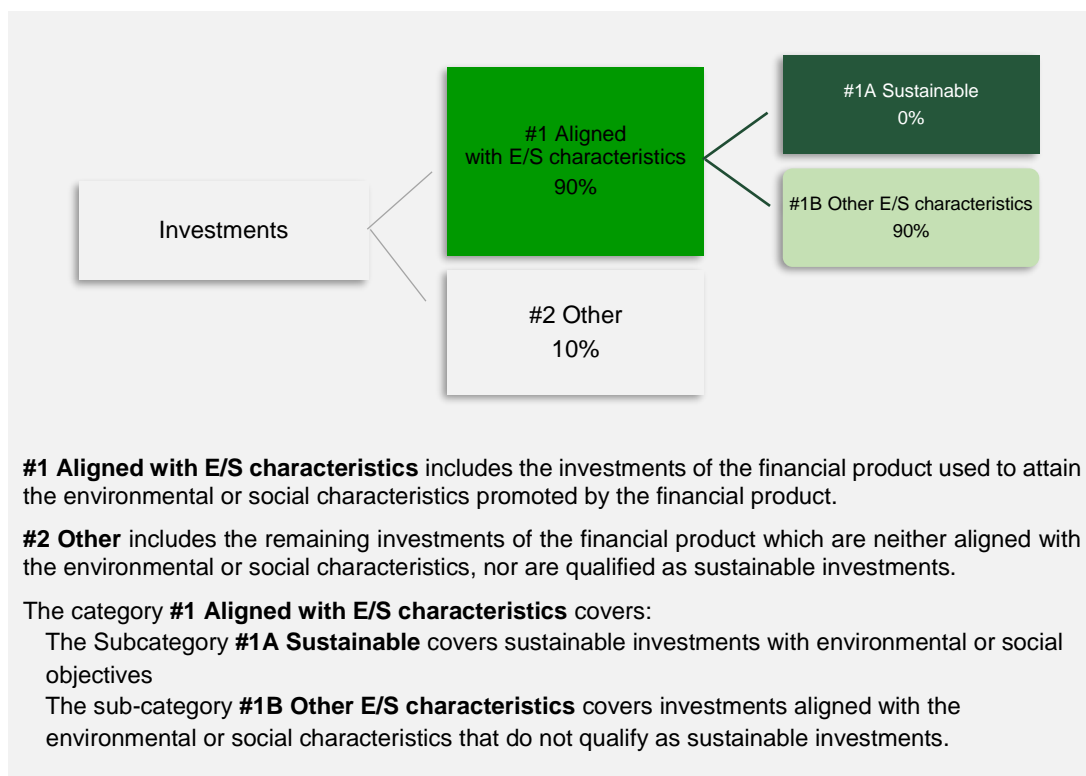 #1A Sustainable
0%
#1 Aligned
with E/S characteristics
90%
#1B Other E/S characteristics
90%
Investments
#2 Other
10%
#1 Aligned with E/S characteristics includes the investments of the financial product used to attain
the environmental or social characteristics promoted by the financial product.
#2 Other includes the remaining investments of the financial product which are neither aligned with
the environmental or social characteristics, nor are qualified as sustainable investments.
The category #1 Aligned with E/S characteristics covers:
The Subcategory #1A Sustainable covers sustainable investments with environmental or social
objectives
The sub-category #1B Other E/S characteristics covers investments aligned with the
environmental or social characteristics that do not qualify as sustainable investments.